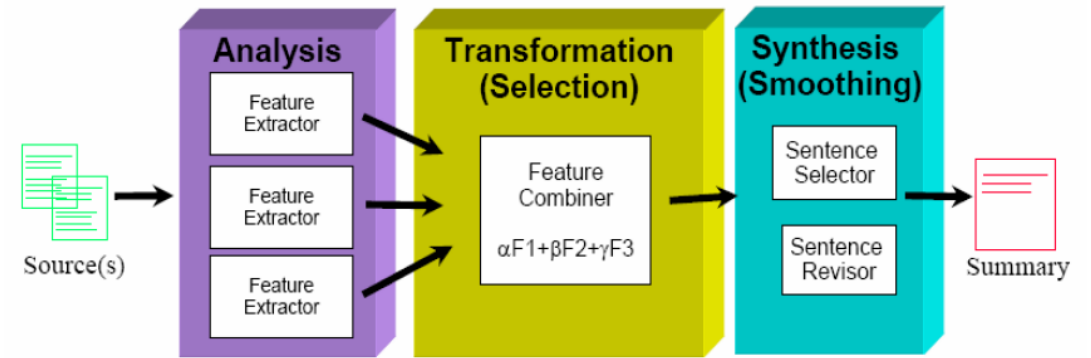 Source(s)
Analysis
Feature
Extractor
Feature
Extractor
Feature
Extractor
Transformation
(Selection)
Feature
Combiner
αF1+βF2+γF3
Synthesis
(Smoothing)
Sentence
Selector
Sentence
Revisor
Summary